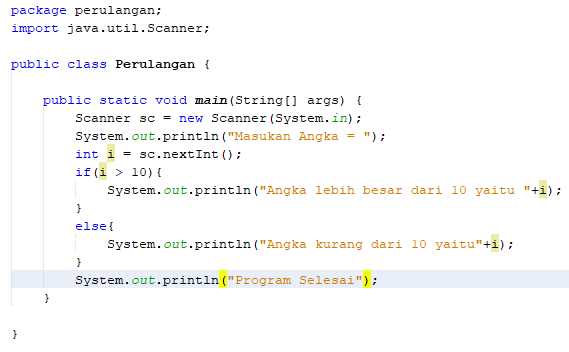 package perulangan;
import java.util.Scanner;
public class Perulangan {
public static void main(String[] args) {
Scanner sc = new Scanner(System.in);
System.out.println("Masukan Angka = ");
int i = sc.nextInt();
if(i > 10){
System.out.println("Angka lebih besar dari 10 yaitu "+i);
}
else{
System.out.println("Angka kurang dari 10 yaitu"+i);
}
System.out.println("Program Selesai");
}
}